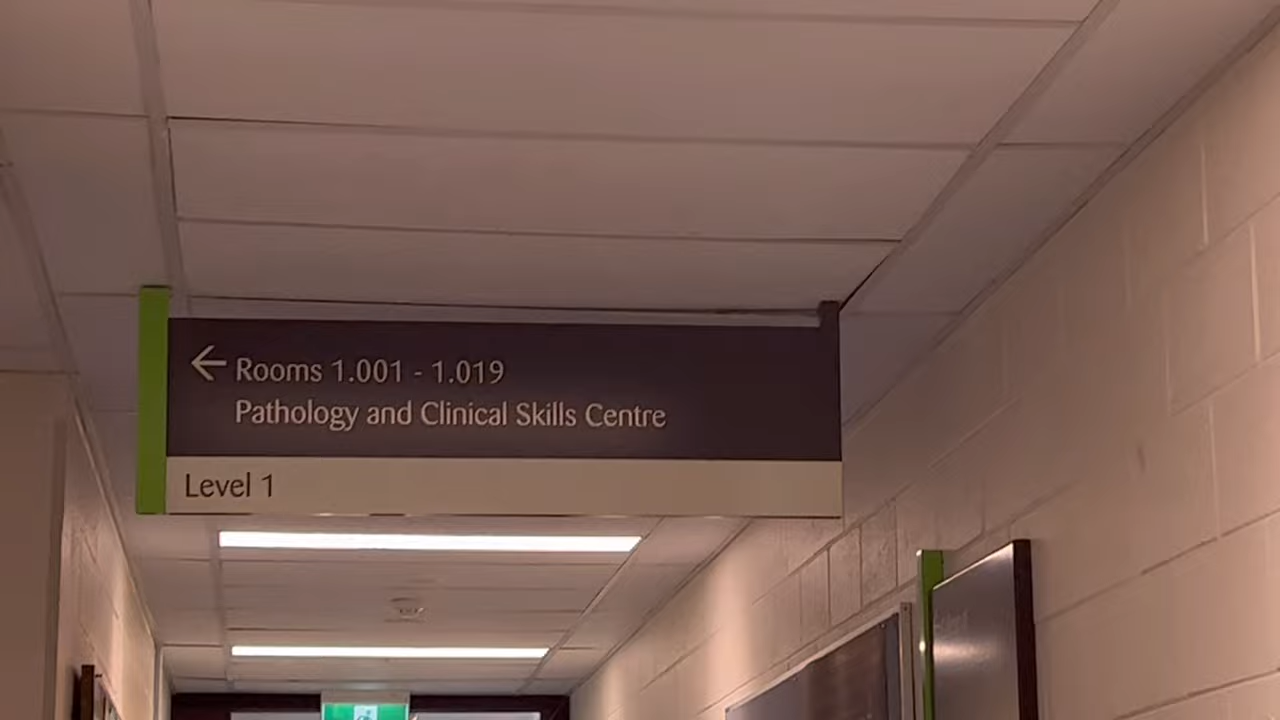 ← Rooms 1.001 - 1.019
Pathology and Clinical Skills Centre
Level 1